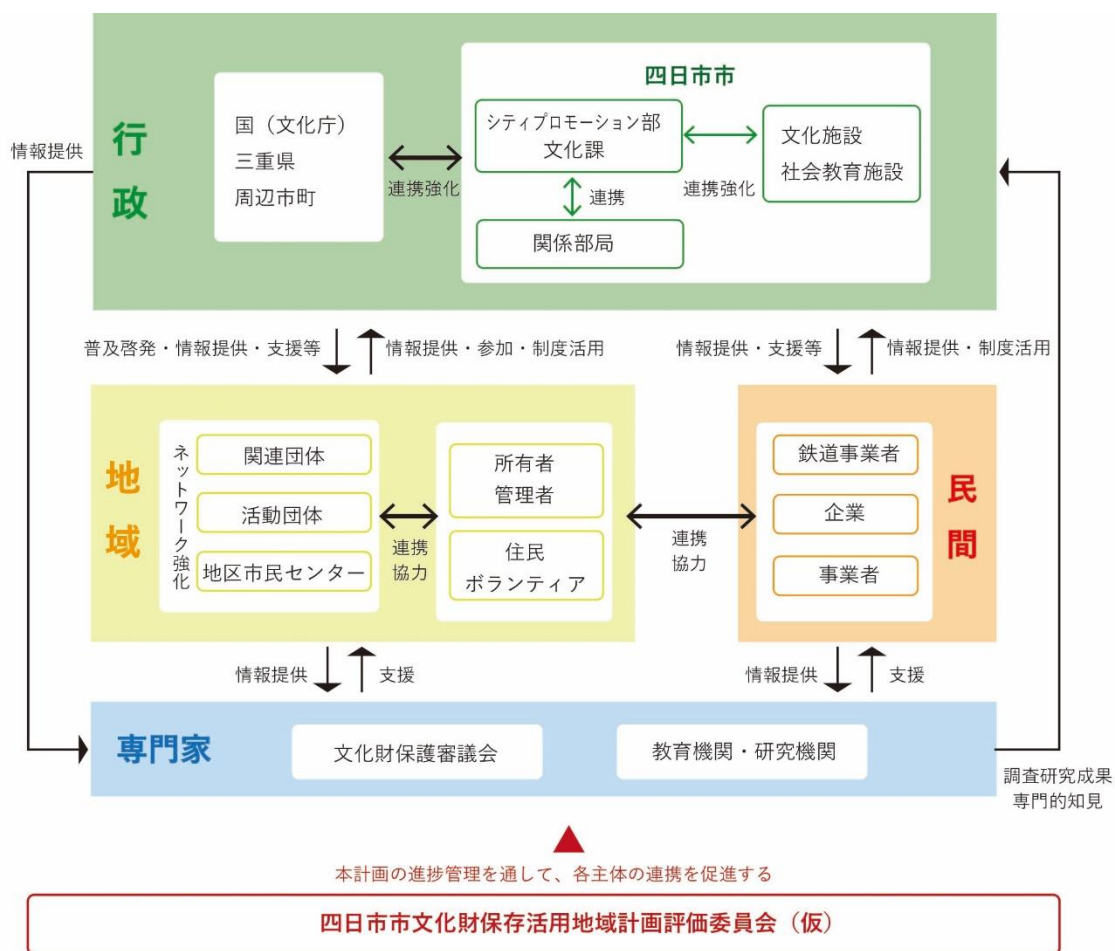 情報提供
行
政
国（文化庁）
三重県
周辺市町
連携強化
四日市市
シティプロモーション部
文化課
連携強化
文化施設
社会教育施設
連携
関係部局
普及啓発・情報提供・支援等
情報提供・参加・制度活用
情報提供・支援等
情報提供・制度活用
地
域
ネットワーク強化
関連団体
活動団体
地区市民センター
連携
協力
所有者
管理者
住民
ボランティア
連携
協力
鉄道事業者
企業
事業者
民
間
情報提供
支援
情報提供
支援
専門家
文化財保護審議会
教育機関・研究機関
調査研究成果
専門的知見
本計画の進捗管理を通して、各主体の連携を促進する
四日市市文化財保存活用地域計画評価委員会（仮）